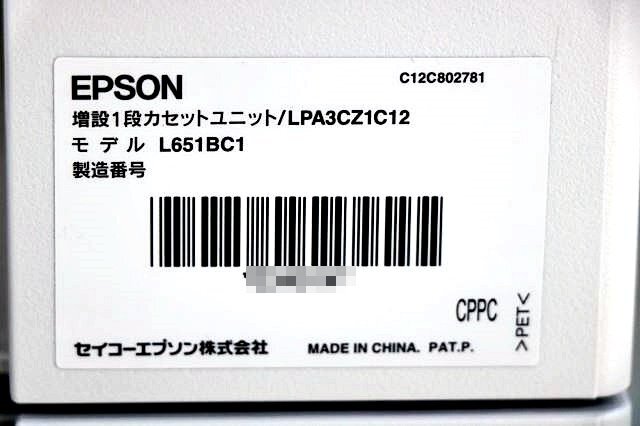 EPSON
C12C802781
増設1段カセットユニット/LPA3CZ1C12
モデル L651BC1
製造番号
CPPC
>PET<
セイコーエプソン株式会社
MADE IN CHINA. PAT.P.